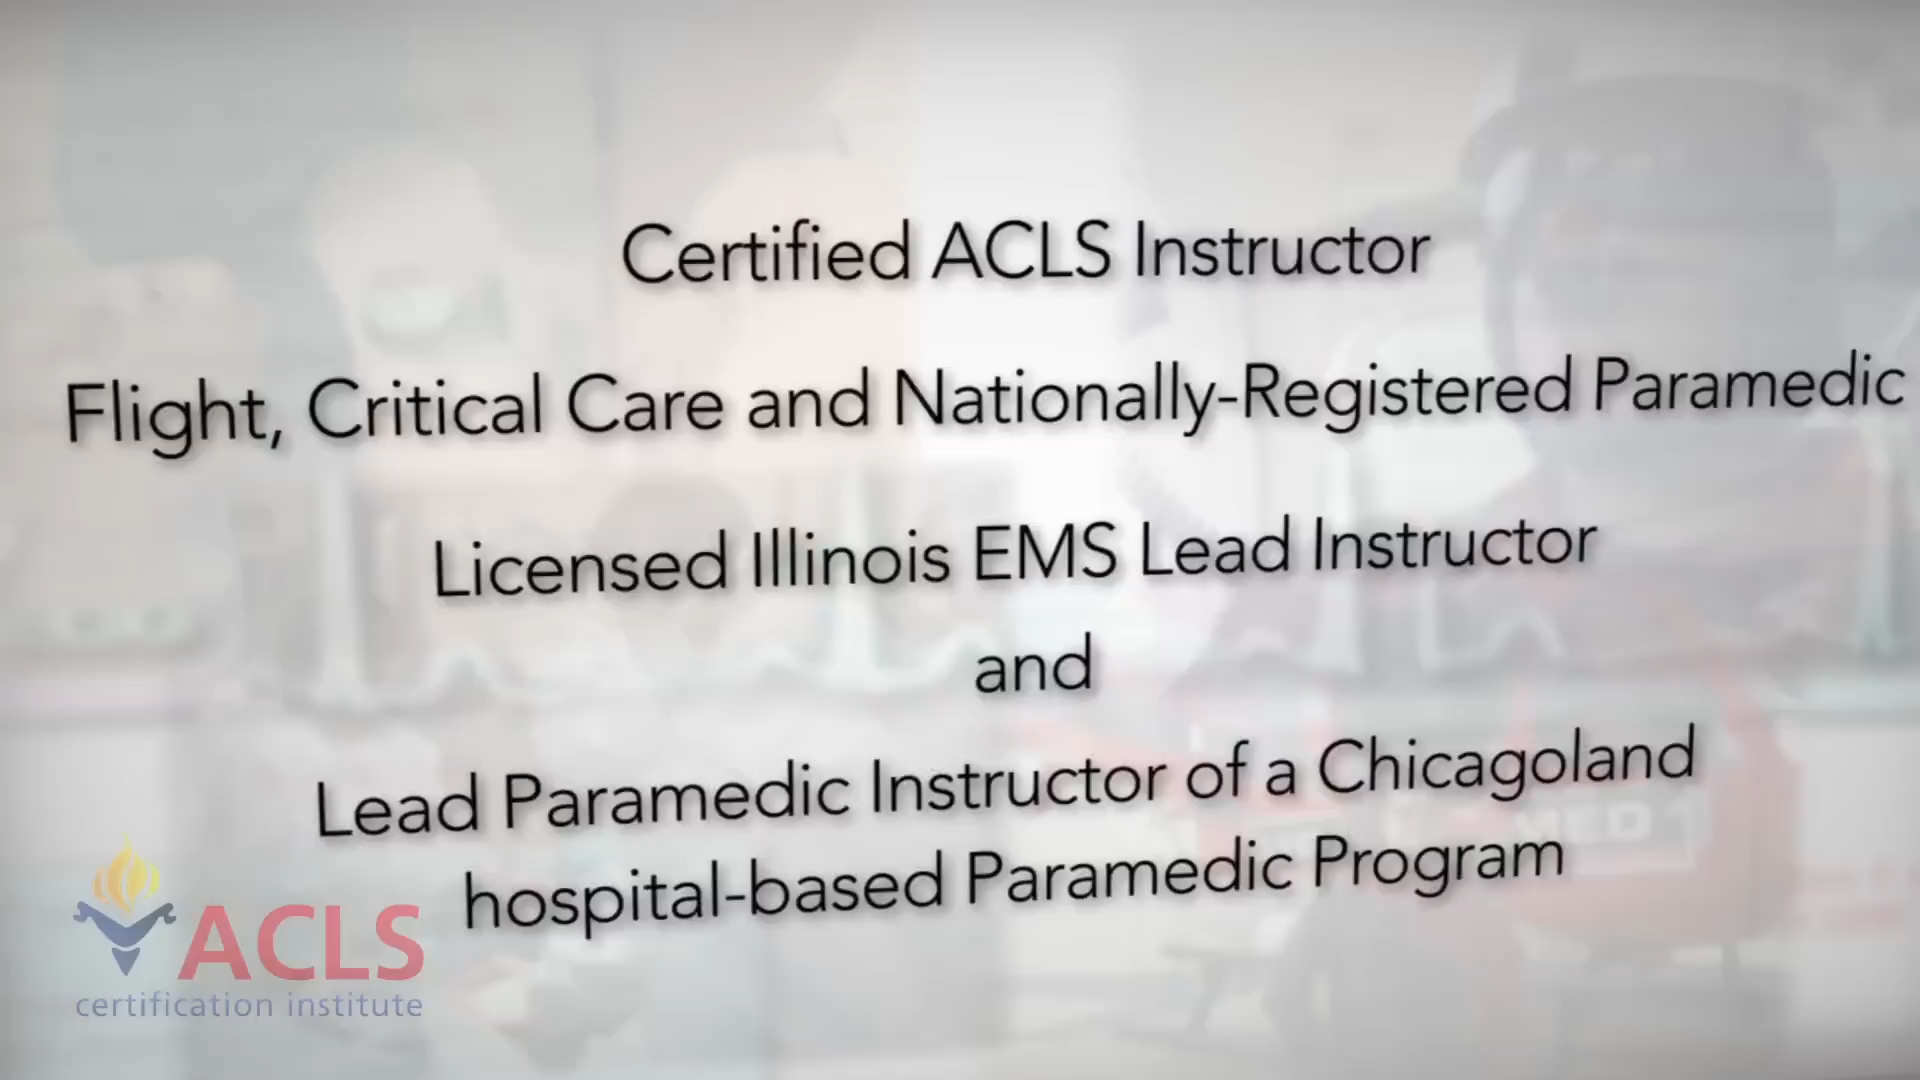 Certified ACLS Instructor
Flight, Critical Care and Nationally-Registered Paramedic
Licensed Illinois EMS Lead Instructor
and
Lead Paramedic Instructor of a Chicagoland
hospital-based Paramedic Program
ACLS
certification institute